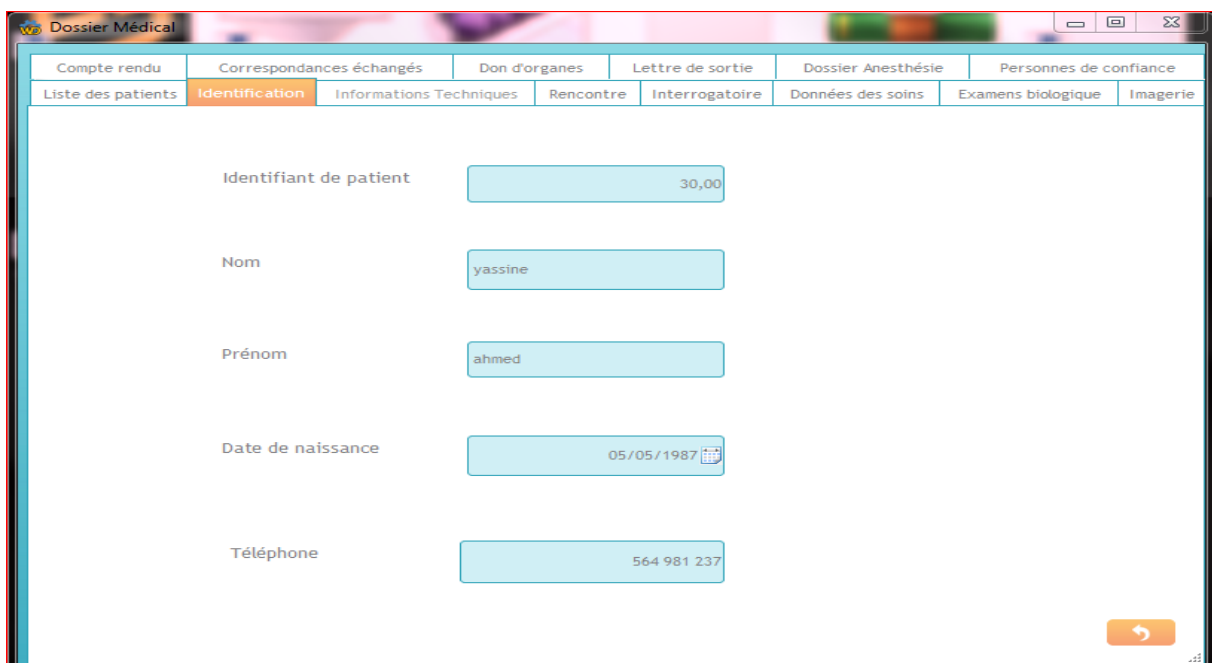 Dossier Médical
Compte rendu Correspondances échangés Don d'organes Lettre de sortie Dossier Anesthésie Personnes de confiance
Liste des patients Identification Informations Techniques Rencontre Interrogatoire Données des soins Examens biologique Imagerie
Identifiant de patient 30,00
Nom yassine
Prénom ahmed
Date de naissance 05/05/1987
Téléphone 564 981 237